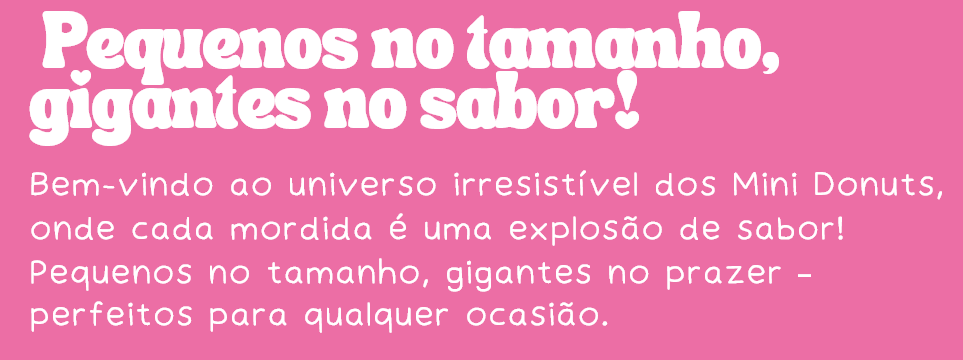 Pequenos no tamanho,
gigantes no sabor!
Bem-vindo ao universo irresistível dos Mini Donuts,
onde cada mordida é uma explosão de sabor!
Pequenos no tamanho, gigantes no prazer –
perfeitos para qualquer ocasião.